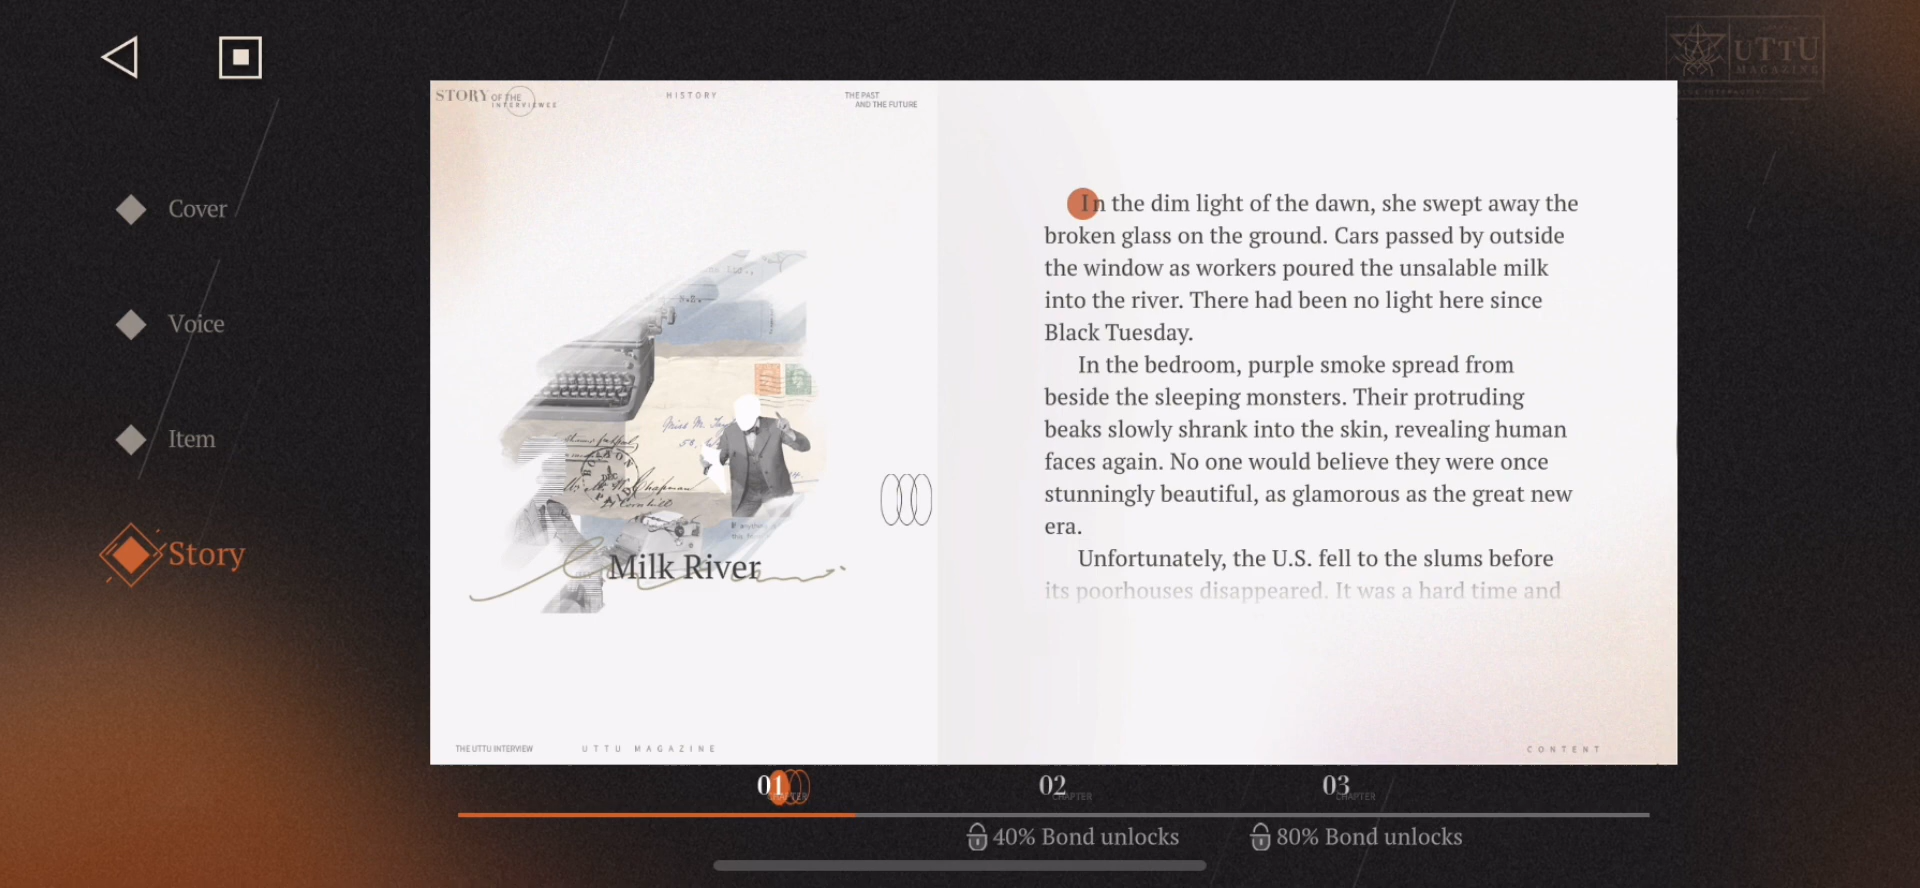 UTTU
MAGAZINE
Cover
Voice
Item
Story
STORY OF THE
INTERVIEWEE
HISTORY
THE PAST
AND THE FUTURE
Milk River
THE UTTU INTERVIEW
UTTU MAGAZINE
In the dim light of the dawn, she swept away the
broken glass on the ground. Cars passed by outside
the window as workers poured the unsalable milk
into the river. There had been no light here since
Black Tuesday.
In the bedroom, purple smoke spread from
beside the sleeping monsters. Their protruding
beaks slowly shrank into the skin, revealing human
faces again. No one would believe they were once
stunningly beautiful, as glamorous as the great new
era.
Unfortunately, the U.S. fell to the slums before
its poorhouses disappeared. It was a hard time and
CONTENT
01
CHAPTER
02
CHAPTER
03
CHAPTER
40% Bond unlocks
80% Bond unlocks